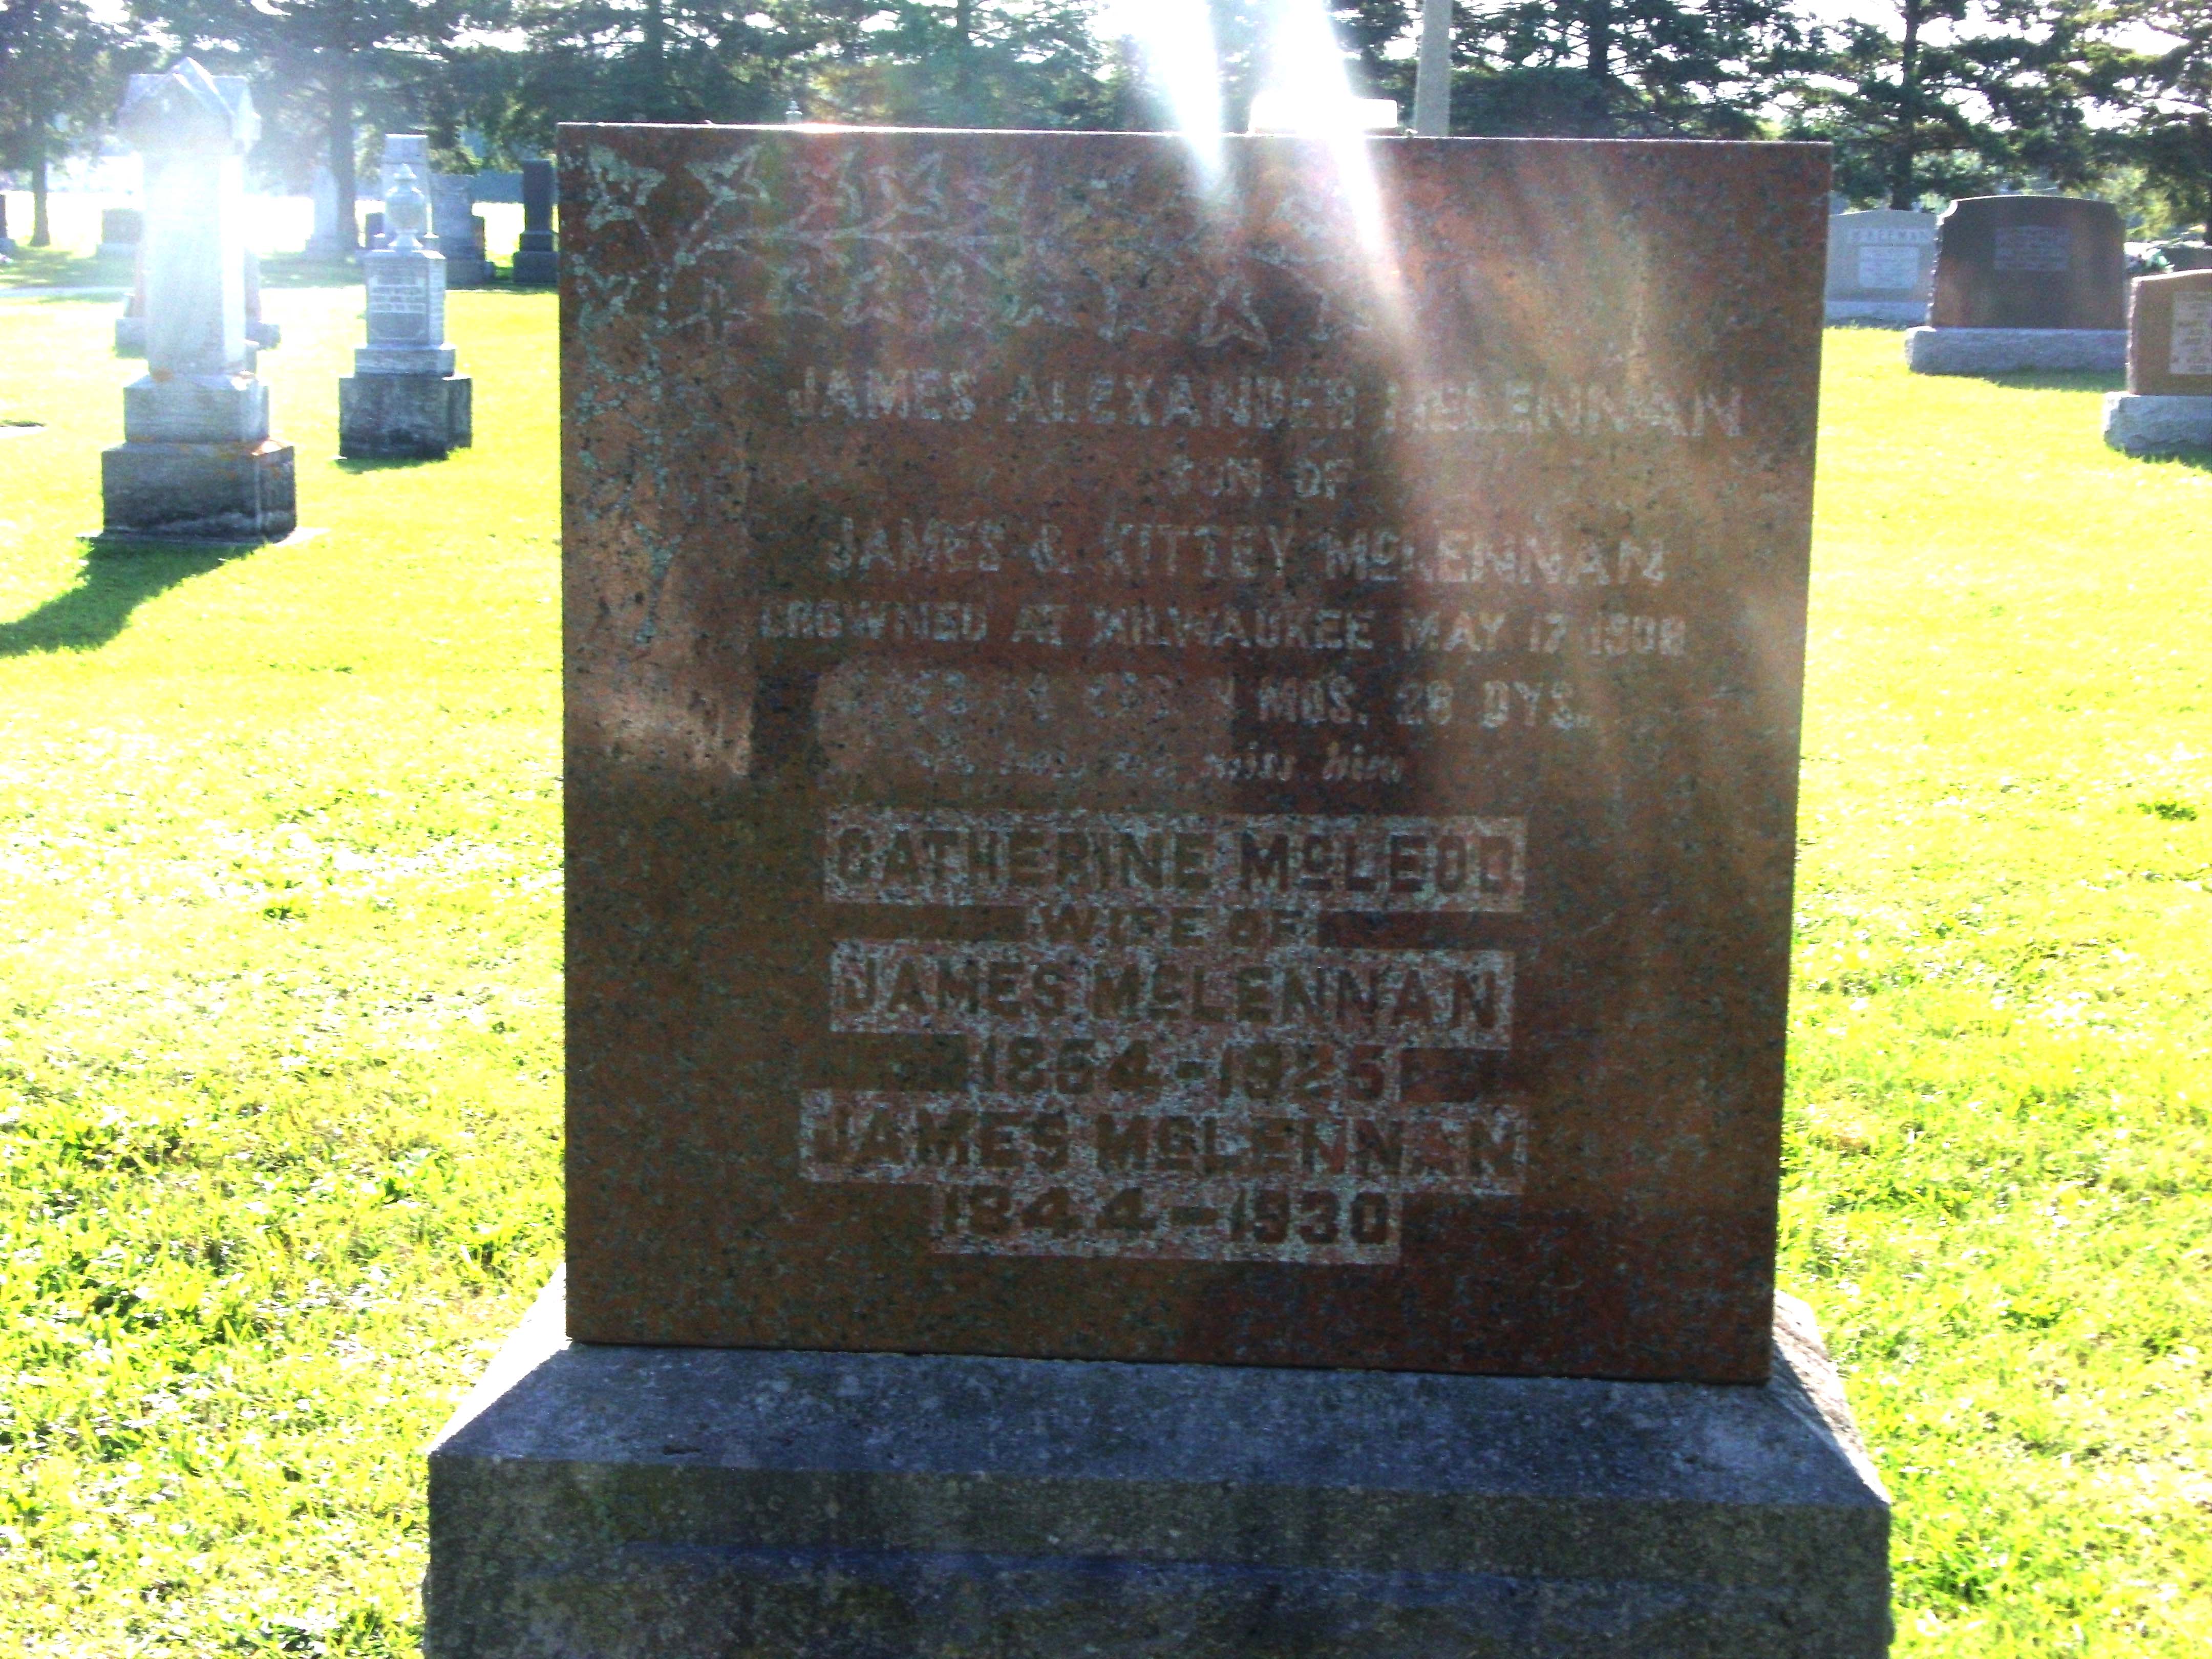 JAMES ALEXANDER McLENNAN
SON OF
JAMES & KITTEY McLENNAN
DROWNED AT MILWAUKEE MAY 17 1908
MOS. 28 DYS.
miss him
CATHERINE McLEOD
WIFE OF
JAMES McLENNAN
1864-1925
JAMES McLENNAN
1844-1930